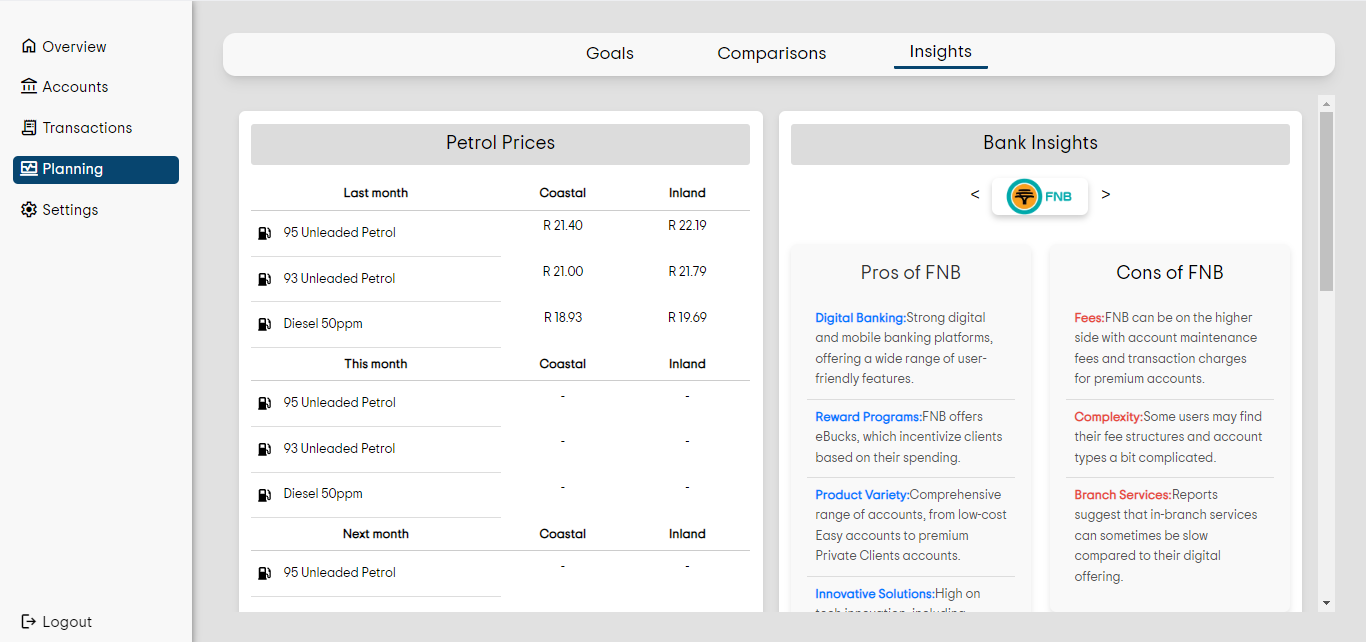 Overview
Accounts
Transactions
Planning
Settings
Logout
Goals Comparisons Insights
Petrol Prices
Last month Coastal Inland
95 Unleaded Petrol R 21.40 R 22.19
93 Unleaded Petrol R 21.00 R 21.79
Diesel 50ppm R 18.93 R 19.69
This month Coastal Inland
95 Unleaded Petrol - -
93 Unleaded Petrol - -
Diesel 50ppm - -
Next month Coastal Inland
95 Unleaded Petrol - -
Bank Insights
< FNB >
Pros of FNB
Digital Banking:Strong digital
and mobile banking platforms,
offering a wide range of user-
friendly features.
Reward Programs:FNB offers
eBucks, which incentivize clients
based on their spending.
Product Variety:Comprehensive
range of accounts, from low-cost
Easy accounts to premium
Private Clients accounts.
Innovative Solutions:High on
tech innovation, including
Cons of FNB
Fees:FNB can be on the higher
side with account maintenance
fees and transaction charges
for premium accounts.
Complexity:Some users may find
their fee structures and account
types a bit complicated.
Branch Services:Reports
suggest that in-branch services
can sometimes be slow
compared to their digital
offering.